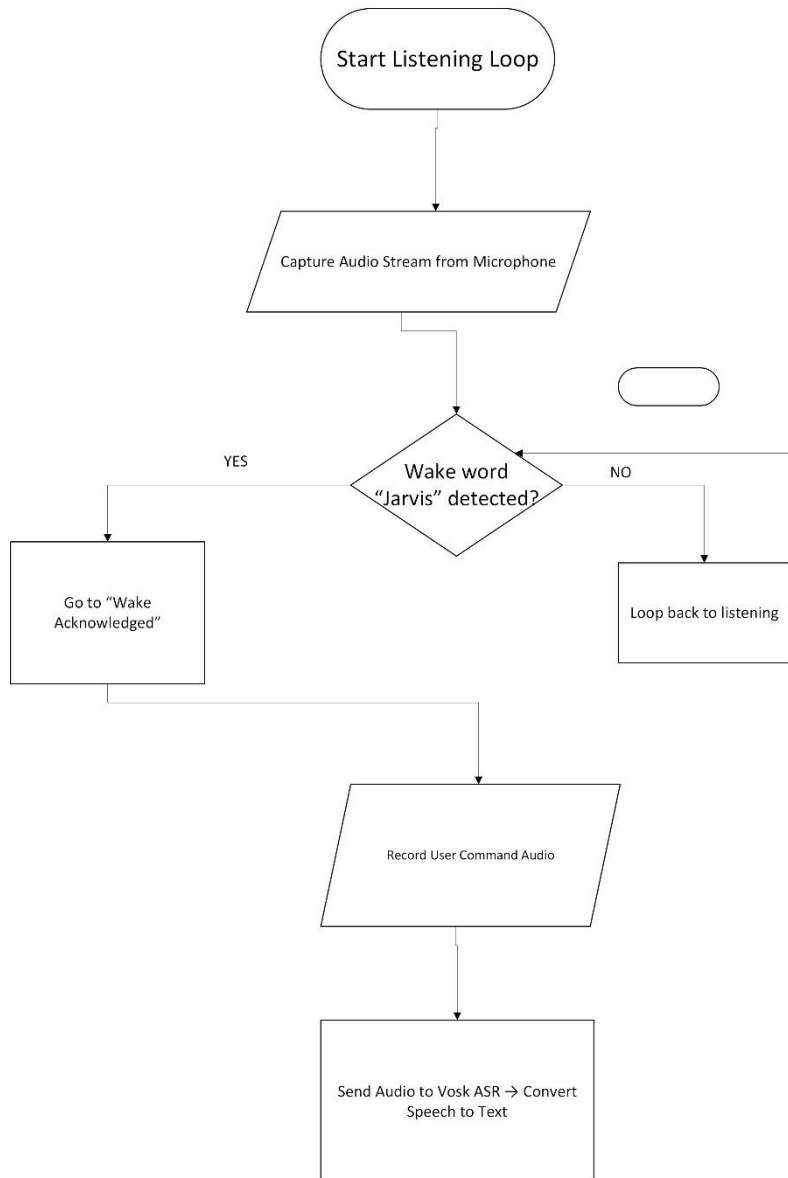 Start Listening Loop
Capture Audio Stream from Microphone
YES
Wake word
“Jarvis” detected?
NO
Go to “Wake
Acknowledged”
Loop back to listening
Record User Command Audio
Send Audio to Vosk ASR → Convert
Speech to Text